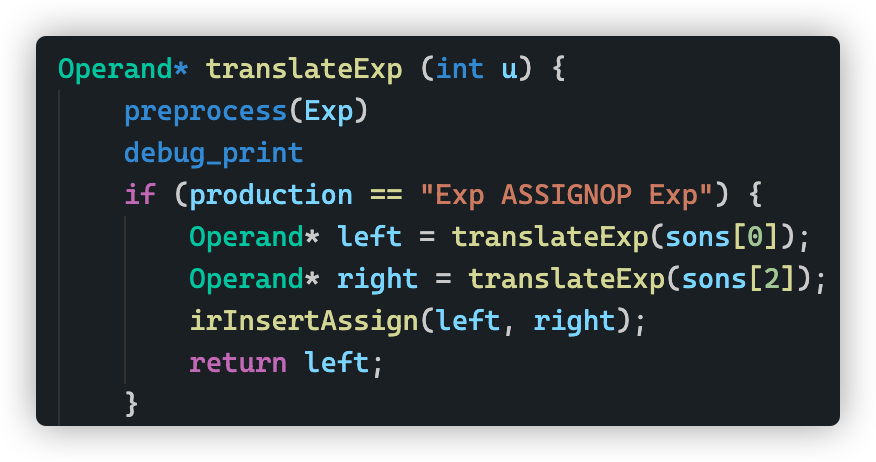 Operand* translateExp (int u) {
    preprocess(Exp)
    debug_print
    if (production == "Exp ASSIGNOP Exp") {
        Operand* left = translateExp(sons[0]);
        Operand* right = translateExp(sons[2]);
        irInsertAssign(left, right);
        return left;
    }